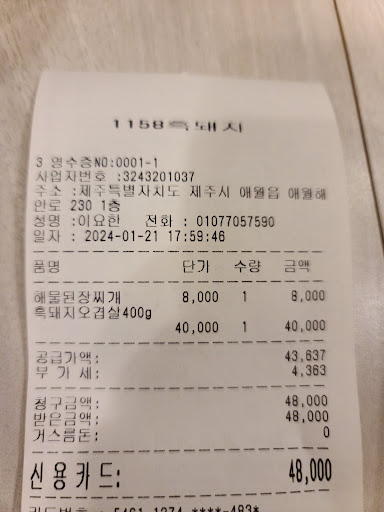 1158흑돼지
3 영수증NO:0001-1
사업자번호 :3243201037
주소 :제주특별자치도 제주시 애월읍 애월해
안로 230 1층
성명 :이요한 전화 : 01077057590
일자 : 2024-01-21 17:59:46
품명 단가 수량 금액
해물된장찌개 8,000 1 8,000
흑돼지오겹살400g
40,000 1 40,000
공급가액: 43,637
부 가 세: 4,363
청구금액: 48,000
받은금액: 48,000
거스름돈: 0
신용카드: 48,000